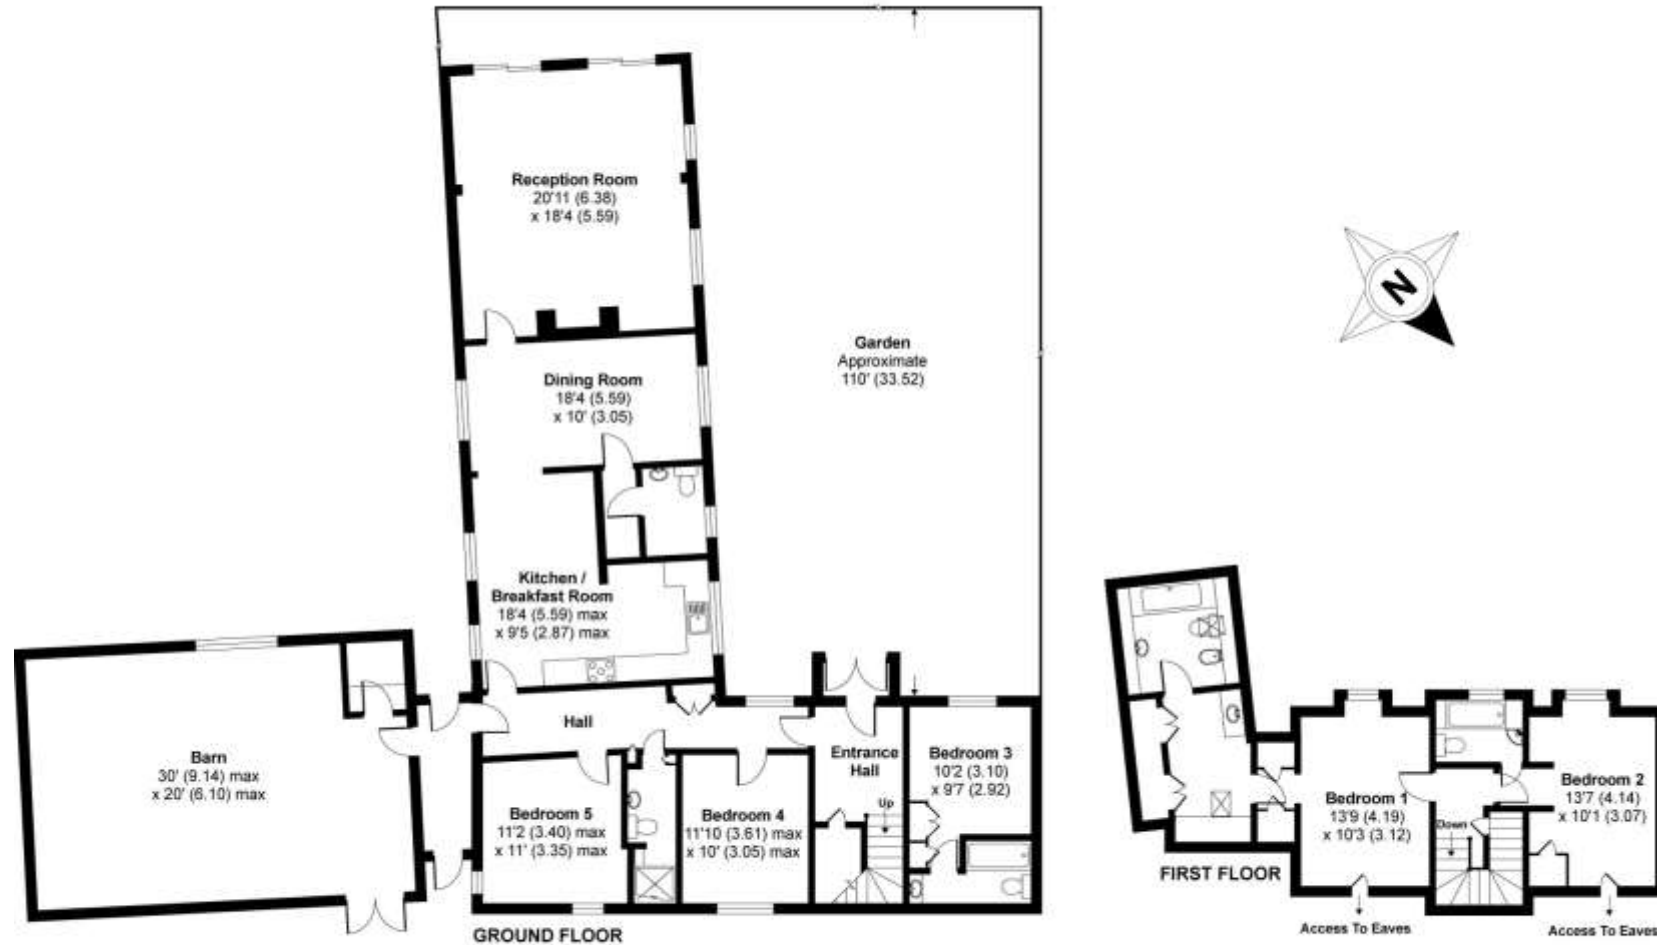 Reception Room
20'11 (6.38)
x 18'4 (5.59)
Garden
Approximate
110' (33.52)
N
Dining Room
18'4 (5.59)
x 10' (3.05)
Kitchen /
Breakfast Room
18'4 (5.59) max
x 9'5 (2.87) max
Hall
Barn
30' (9.14) max
x 20' (6.10) max
Entrance
Hall
Up
Bedroom 3
10'2 (3.10)
x 9'7 (2.92)
Bedroom 5
11'2 (3.40) max
x 11' (3.35) max
Bedroom 4
11'10 (3.61) max
x 10' (3.05) max
GROUND FLOOR
Bedroom 1
13'9 (4.19)
x 10'3 (3.12)
Down
Bedroom 2
13'7 (4.14)
x 10'1 (3.07)
FIRST FLOOR
Access To Eaves
Access To Eaves